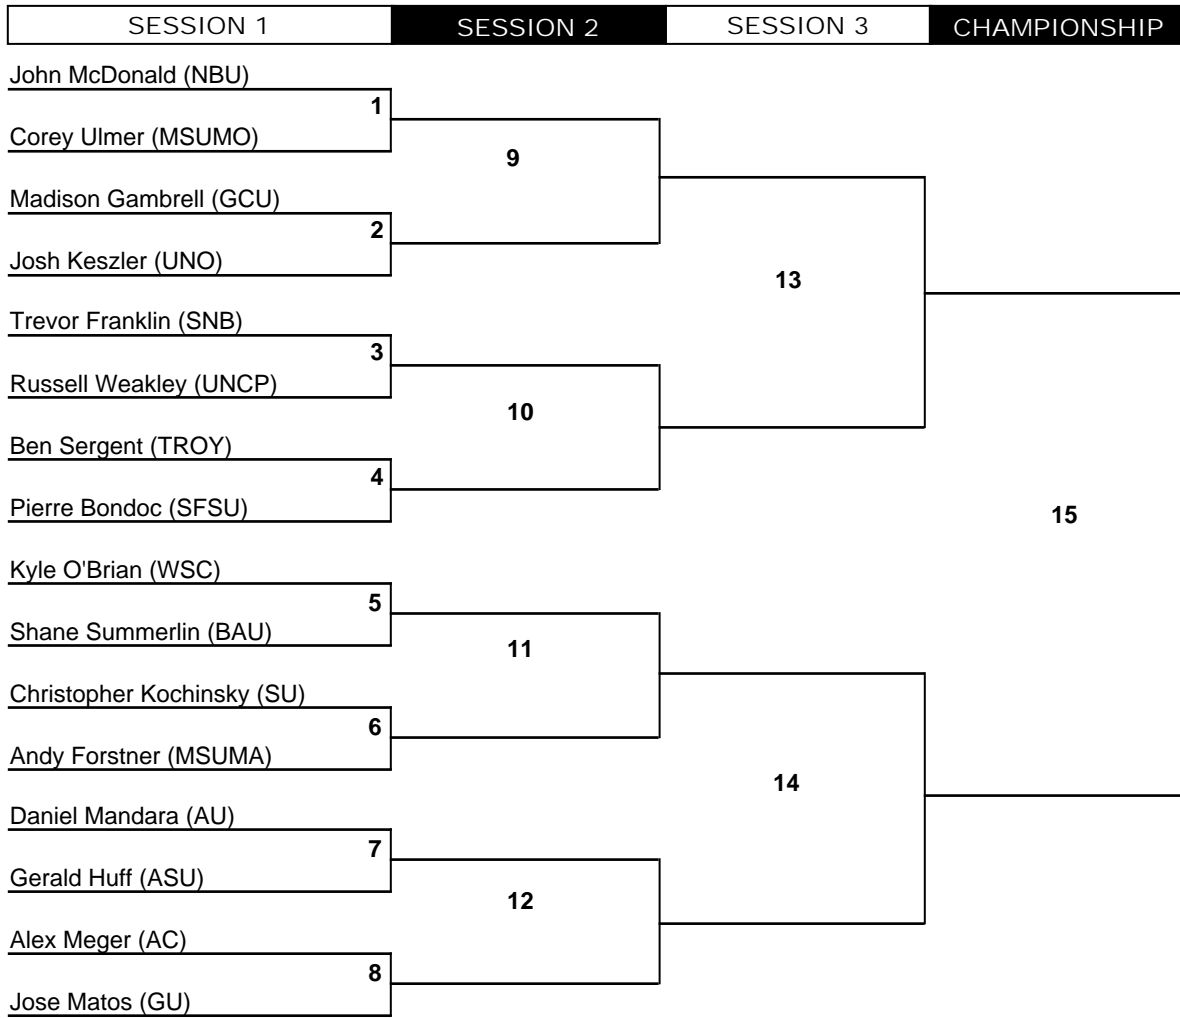 SESSION 1 SESSION 2 SESSION 3 CHAMPIONSHIP
John McDonald (NBU)
1
Corey Ulmer (MSUMO)
9
Madison Gambrell (GCU)
2
Josh Keszler (UNO)
13
Trevor Franklin (SNB)
3
Russell Weakley (UNCP)
10
Ben Sergent (TROY)
4
Pierre Bondoc (SFSU)
15
Kyle O'Brian (WSC)
5
Shane Summerlin (BAU)
11
Christopher Kochinsky (SU)
6
Andy Forstner (MSUMA)
14
Daniel Mandara (AU)
7
Gerald Huff (ASU)
12
Alex Meger (AC)
8
Jose Matos (GU)